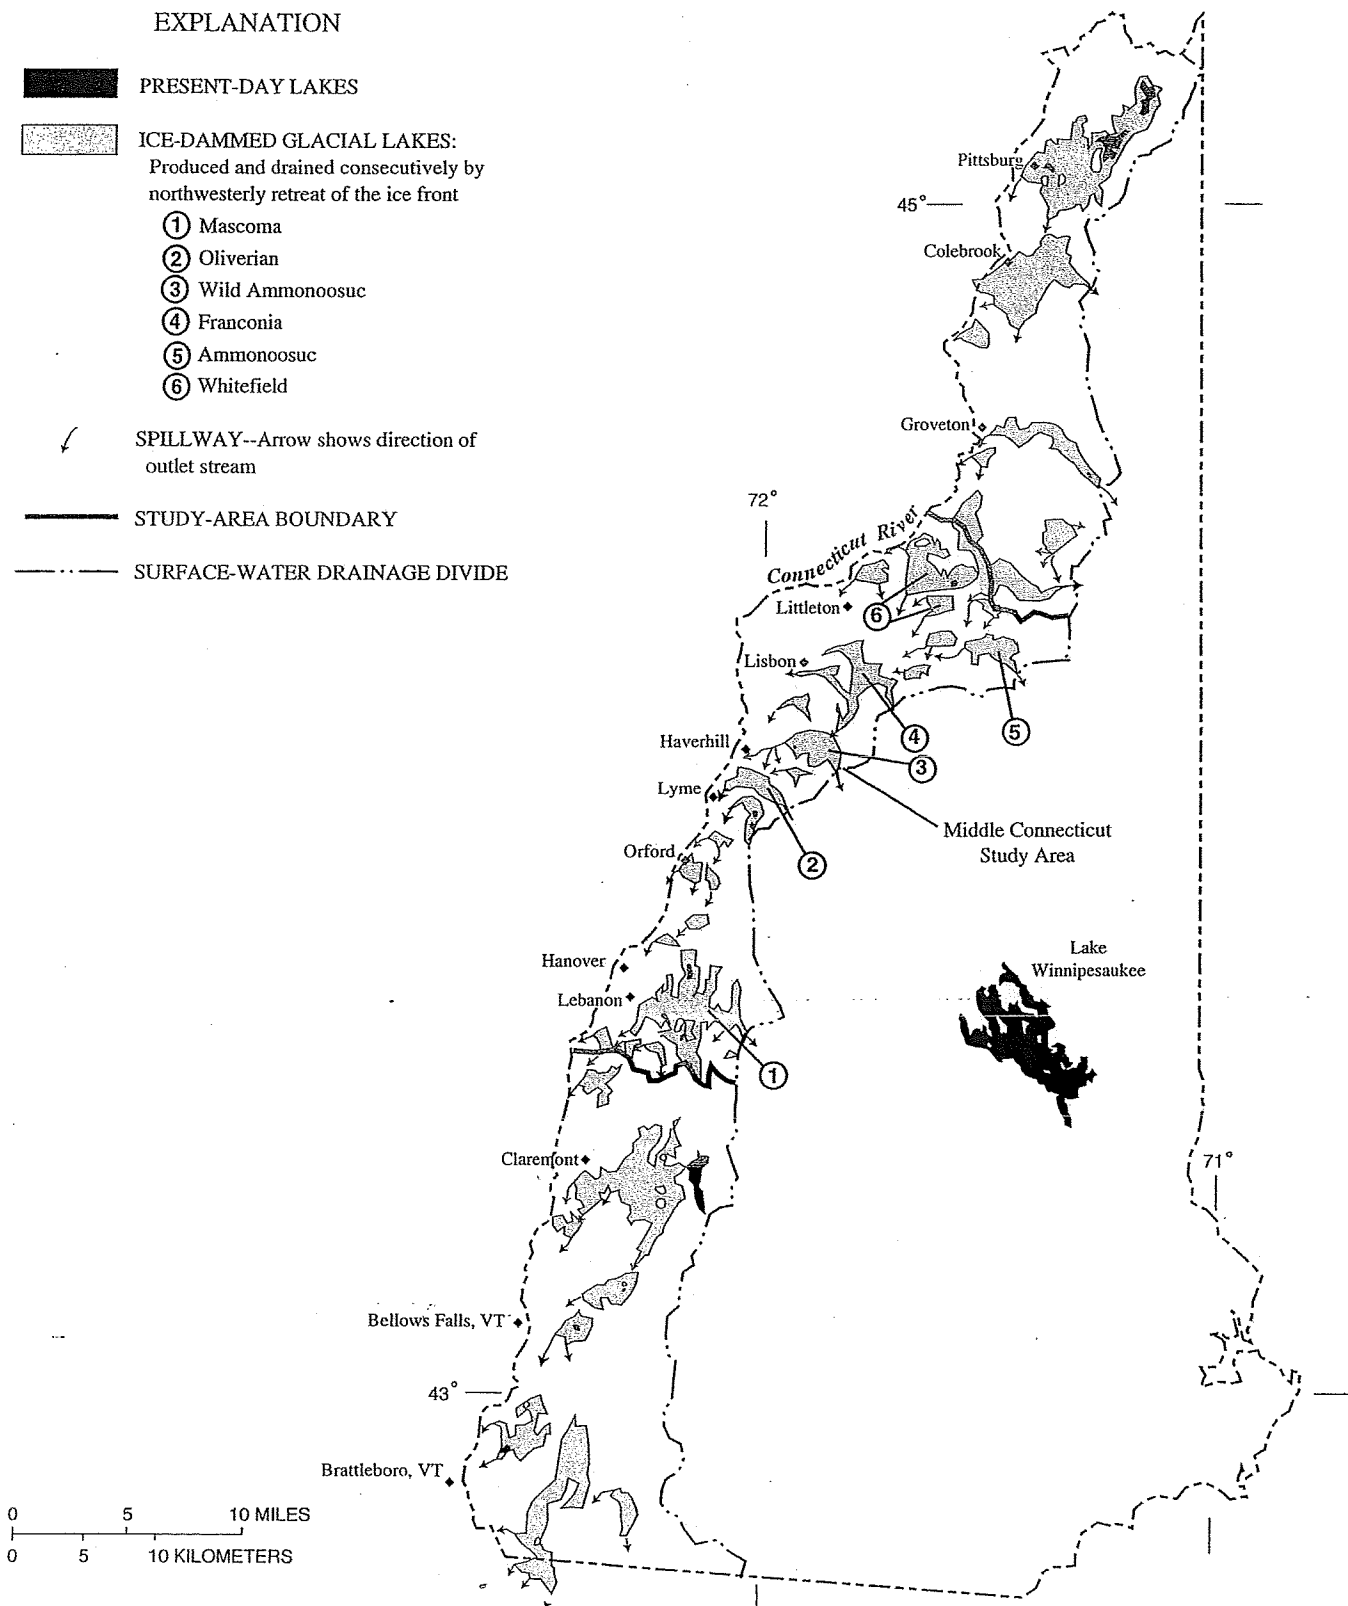 EXPLANATION
PRESENT-DAY LAKES
ICE-DAMMED GLACIAL LAKES:
Produced and drained consecutively by
northwesterly retreat of the ice front
1 Mascoma
2 Oliverian
3 Wild Ammonoosuc
4 Franconia
5 Ammonoosuc
6 Whitefield
SPILLWAY--Arrow shows direction of
outlet stream
STUDY-AREA BOUNDARY
SURFACE-WATER DRAINAGE DIVIDE
Pittsburg
45°
Colebrook
Groveton
72°
Connecticut River
Littleton
6
Lisbon
4
5
Haverhill
3
Lyme
Middle Connecticut
Study Area
Orford
2
Lake
Winnipesaukee
Hanover
Lebanon
1
Claremont
71°
Bellows Falls, VT
43°
Brattleboro, VT
0 5 10 MILES
0 5 10 KILOMETERS